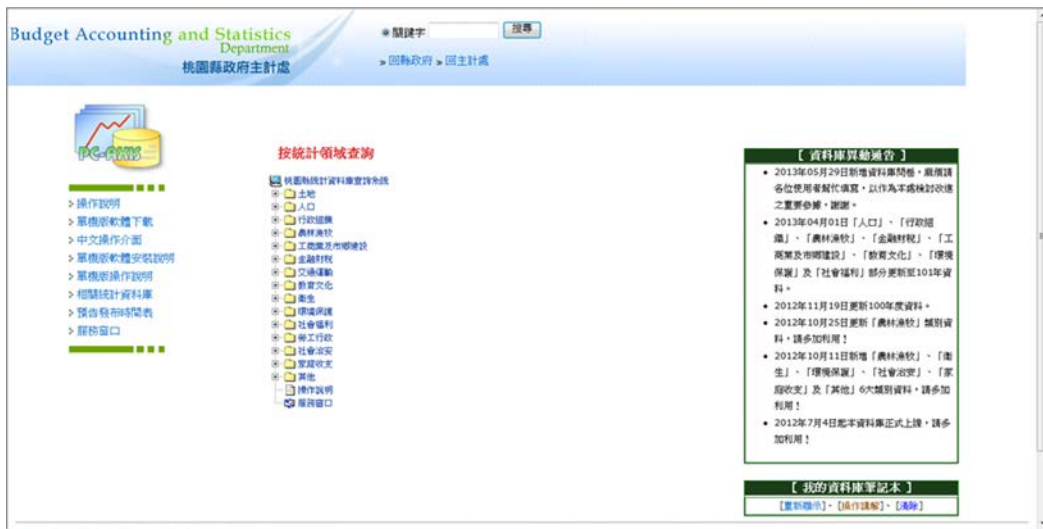 Budget Accounting and Statistics
Department
桃園縣政府主計處
關鍵字
搜尋
» 回縣政府 » 回主計處
PC-AXIS
> 操作說明
> 單機版軟體下載
> 中文操作介面
> 單機版軟體安裝說明
> 單機版操作說明
> 相關統計資料庫
> 預告發布時間表
> 服務窗口
按統計領域查詢
桃園縣統計資料庫查詢系統
土地
人口
行政組織
農林漁牧
工商業及市鄉建設
金融財稅
交通運輸
教育文化
衛生
環境保護
社會福利
勞工行政
社會治安
家庭收支
其他
操作說明
服務窗口
【 資料庫異動通告 】
• 2013年05月29日新增資料庫問卷，麻煩請
各位使用者幫忙填寫，以作為本處檢討改進
之重要參據，謝謝。
• 2013年04月01日「人口」、「行政組
織」、「農林漁牧」、「金融財稅」、「工
商業及市鄉建設」、「教育文化」、「環境
保護」及「社會福利」部分更新至101年資
料。
• 2012年11月19日更新100年度資料。
• 2012年10月25日更新「農林漁牧」類別資
料，請多加利用！
• 2012年10月11日新增「農林漁牧」、「衛
生」、「環境保護」、「社會治安」、「家
庭收支」及「其他」6大類別資料，請多加
利用！
• 2012年7月4日起本資料庫正式上線，請多
加利用！
【 我的資料庫筆記本 】
[重新顯示]、[操作講解]、[清除]